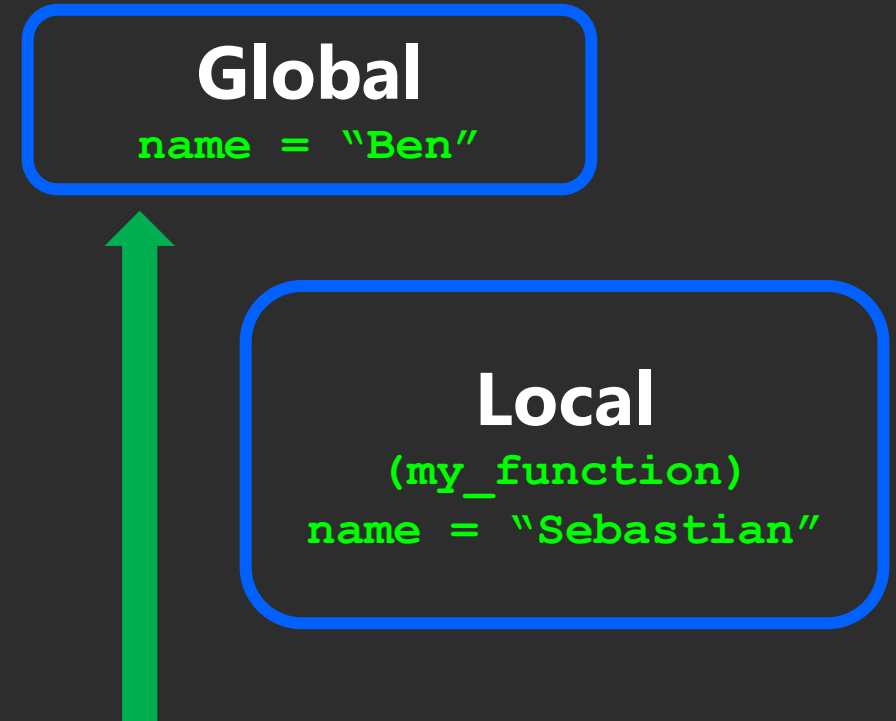 Global
name = “Ben”
Local
(my_function)
name = “Sebastian”